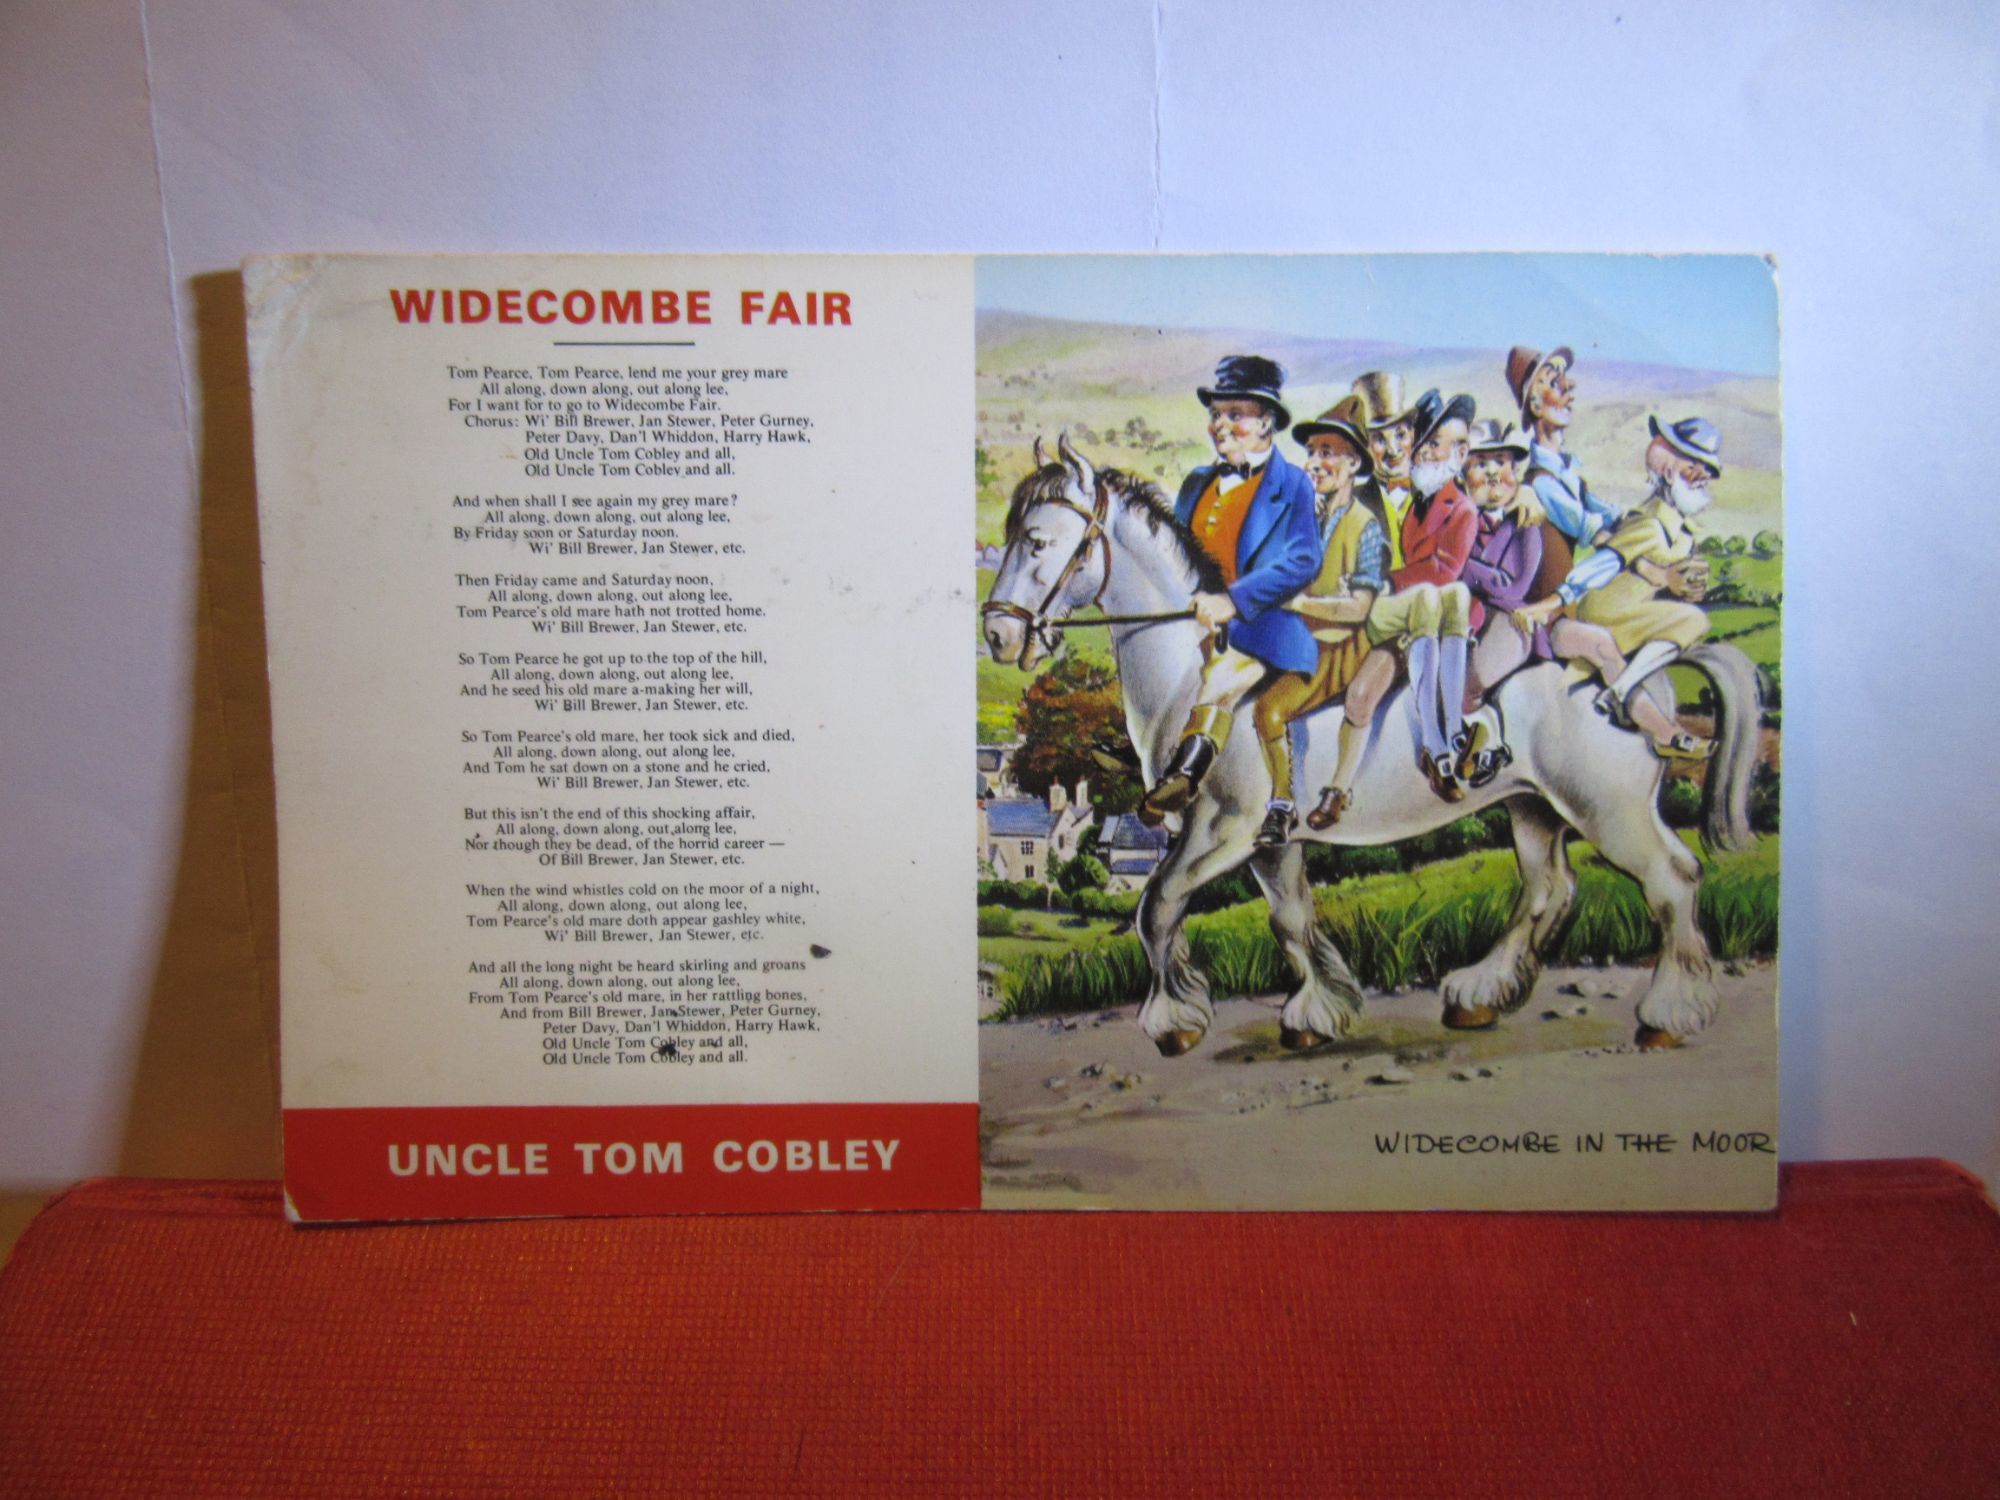 WIDECOMBE FAIR
Tom Pearce, Tom Pearce, lend me your grey mare
All along, down along, out along lee,
For I want for to go to Widecombe Fair.
Chorus: Wi' Bill Brewer, Jan Stewer, Peter Gurney,
Peter Davy, Dan'l Whiddon, Harry Hawk,
Old Uncle Tom Cobley and all,
Old Uncle Tom Cobley and all.
And when shall I see again my grey mare?
All along, down along, out along lee,
By Friday soon or Saturday noon.
Wi' Bill Brewer, Jan Stewer, etc.
Then Friday came and Saturday noon,
All along, down along, out along lee,
Tom Pearce's old mare hath not trotted home.
Wi' Bill Brewer, Jan Stewer, etc.
So Tom Pearce he got up to the top of the hill,
All along, down along, out along lee,
And he seed his old mare a-making her will,
Wi' Bill Brewer, Jan Stewer, etc.
So Tom Pearce's old mare, her took sick and died,
All along, down along, out along lee,
And Tom he sat down on a stone and he cried,
Wi' Bill Brewer, Jan Stewer, etc.
But this isn't the end of this shocking affair,
All along, down along, out along lee,
Nor though they be dead, of the horrid career —
Of Bill Brewer, Jan Stewer, etc.
When the wind whistles cold on the moor of a night,
All along, down along, out along lee,
Tom Pearce's old mare doth appear gashley white,
Wi' Bill Brewer, Jan Stewer, etc.
And all the long night be heard skirling and groans
All along, down along, out along lee,
From Tom Pearce's old mare, in her rattling bones,
And from Bill Brewer, Jan Stewer, Peter Gurney,
Peter Davy, Dan'l Whiddon, Harry Hawk,
Old Uncle Tom Cobley and all,
Old Uncle Tom Cobley and all.
UNCLE TOM COBLEY
WIDECOMBE IN THE MOOR